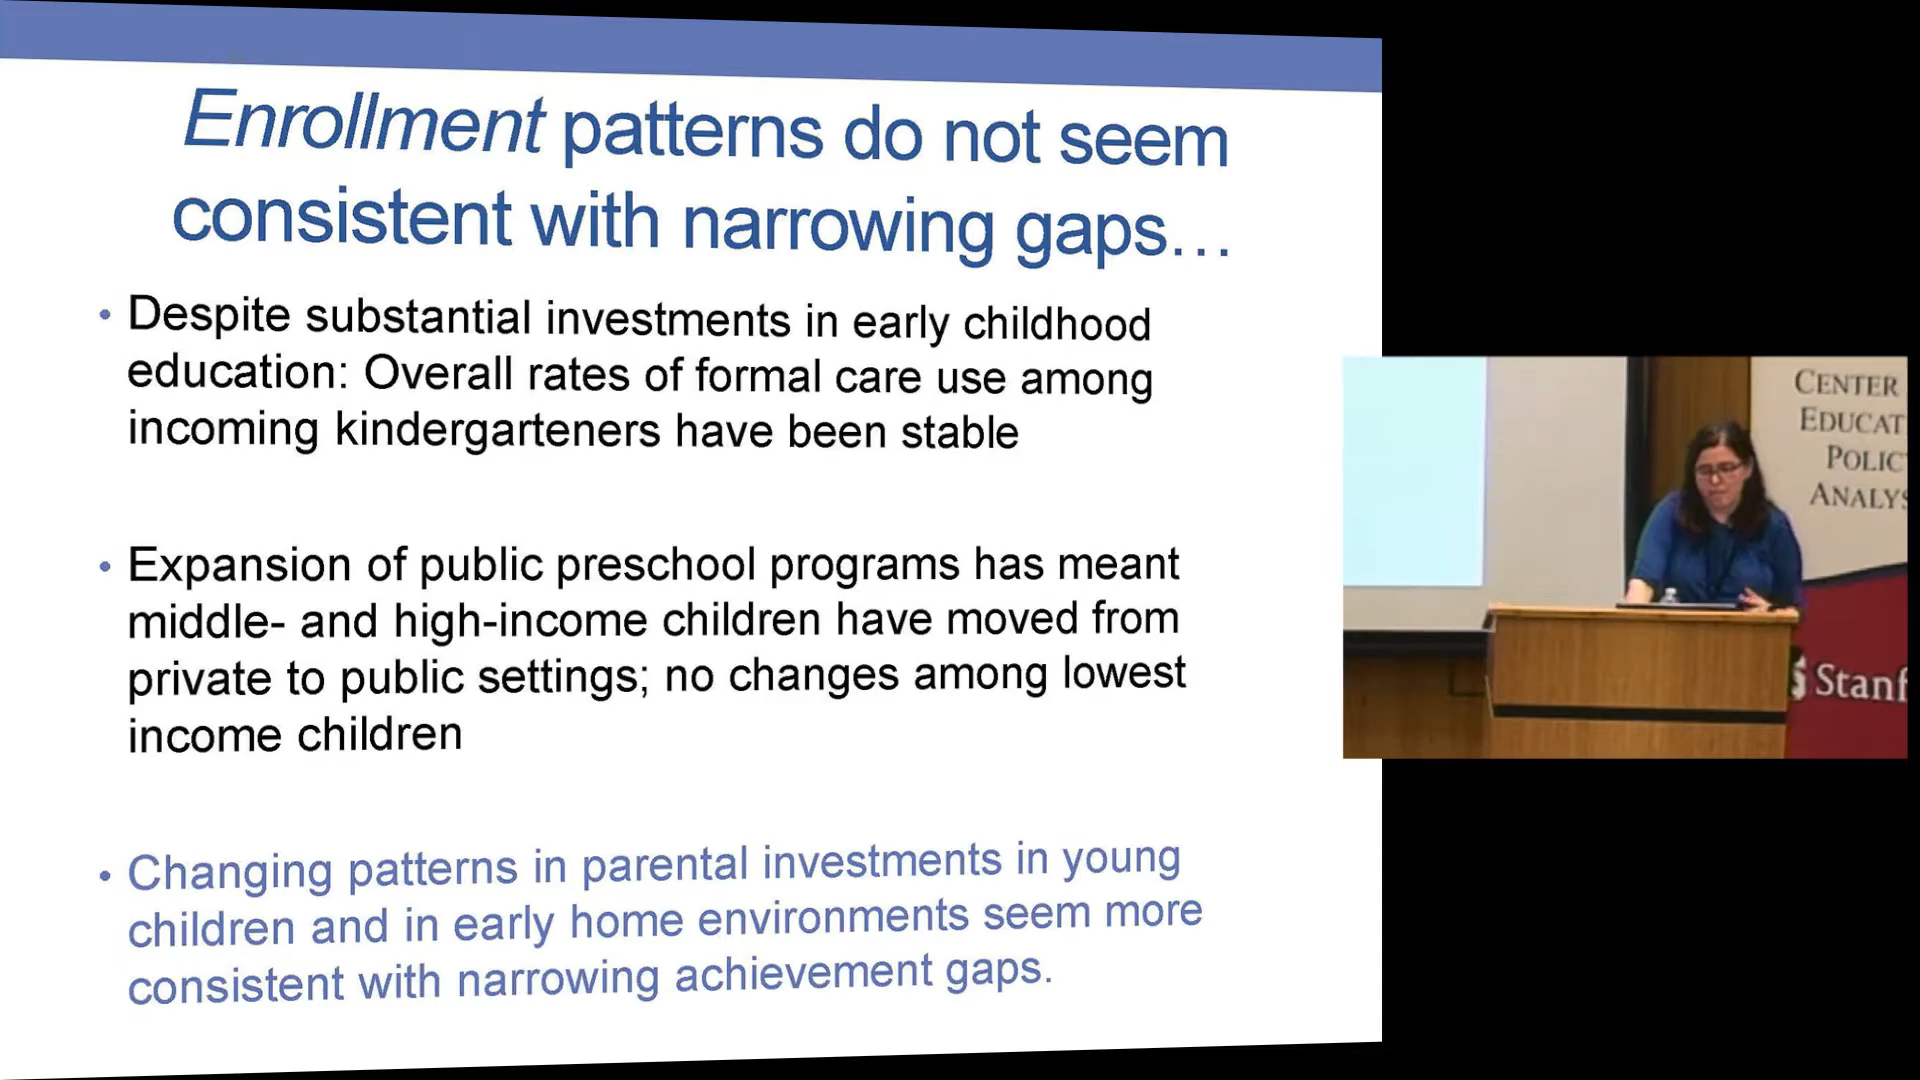 Enrollment patterns do not seem
consistent with narrowing gaps…
• Despite substantial investments in early childhood
education: Overall rates of formal care use among
incoming kindergarteners have been stable
• Expansion of public preschool programs has meant
middle- and high-income children have moved from
private to public settings; no changes among lowest
income children
• Changing patterns in parental investments in young
children and in early home environments seem more
consistent with narrowing achievement gaps.
CENTER
EDUCAT
POLIC
ANALYS
Stanf